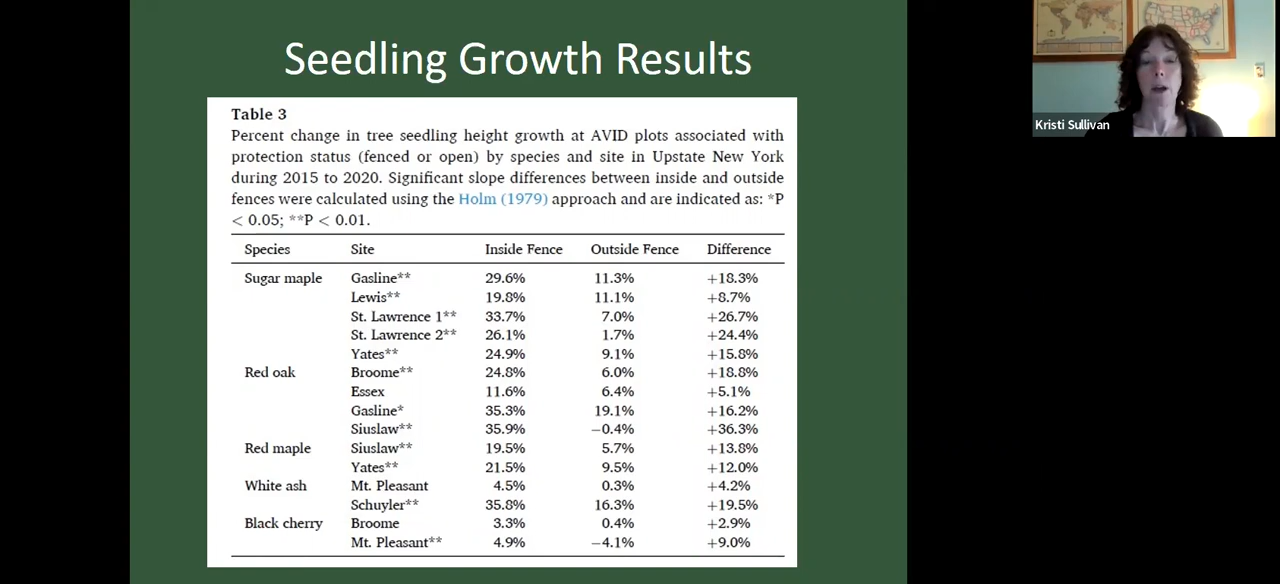 Seedling Growth Results
Kristi Sullivan
Table 3
Percent change in tree seedling height growth at AVID plots associated with
protection status (fenced or open) by species and site in Upstate New York
during 2015 to 2020. Significant slope differences between inside and outside
fences were calculated using the Holm (1979) approach and are indicated as: *P
< 0.05; **P < 0.01.
Species Site Inside Fence Outside Fence Difference
Sugar maple Gasline** 29.6% 11.3% +18.3%
Lewis** 19.8% 11.1% +8.7%
St. Lawrence 1** 33.7% 7.0% +26.7%
St. Lawrence 2** 26.1% 1.7% +24.4%
Yates** 24.9% 9.1% +15.8%
Red oak Broome** 24.8% 6.0% +18.8%
Essex 11.6% 6.4% +5.1%
Gasline* 35.3% 19.1% +16.2%
Siuslaw** 35.9% −0.4% +36.3%
Red maple Siuslaw** 19.5% 5.7% +13.8%
Yates** 21.5% 9.5% +12.0%
White ash Mt. Pleasant 4.5% 0.3% +4.2%
Schuyler** 35.8% 16.3% +19.5%
Black cherry Broome 3.3% 0.4% +2.9%
Mt. Pleasant** 4.9% −4.1% +9.0%